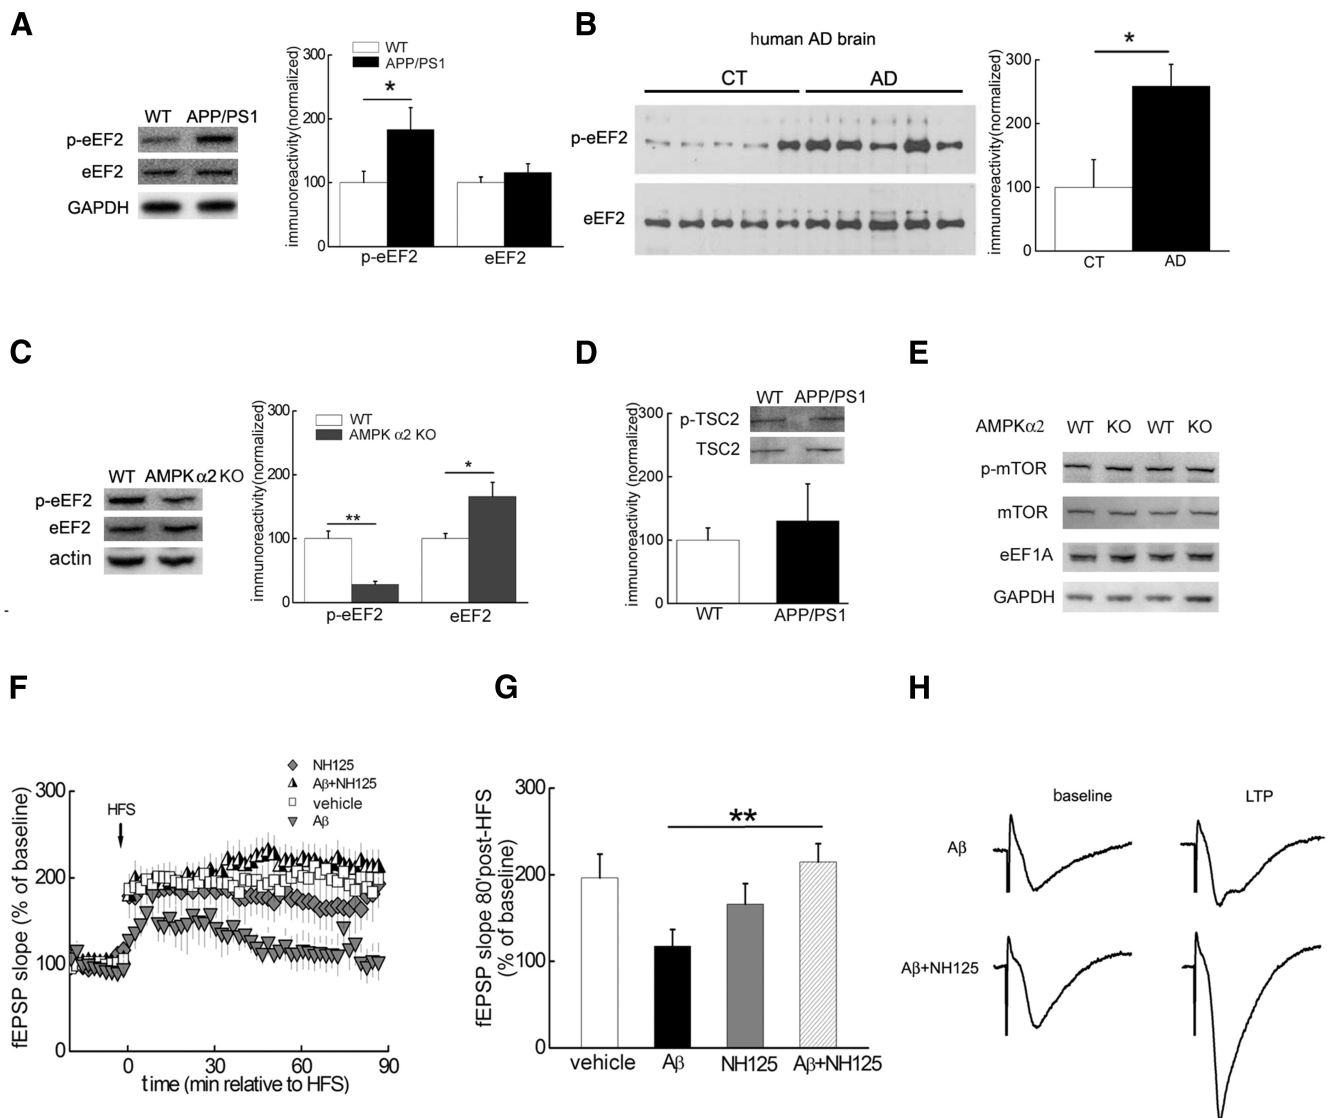 A
WT
APP/PS1
WT APP/PS1
p-eEF2
eEF2
GAPDH
immunoreactivity(normalized)
300
200
100
0
*
p-eEF2 eEF2
B
human AD brain
CT AD
p-eEF2
eEF2
immunoreactivity(normalized)
300
200
100
0
*
CT AD
C
WT AMPK α2 KO
p-eEF2
eEF2
actin
immunoreactivity(normalized)
300
200
100
0
WT
AMPK α2 KO
**
*
p-eEF2 eEF2
-
D
WT APP/PS1
p-TSC2
TSC2
immunoreactivity (normalized)
300
200
100
0
WT APP/PS1
E
AMPKα2 WT KO WT KO
p-mTOR
mTOR
eEF1A
GAPDH
F
NH125
Aβ+NH125
vehicle
Aβ
HFS
fEPSP slope (% of baseline)
300
200
100
0
0 30 60 90
time (min relative to HFS)
G
fEPSP slope 80'post-HFS
(% of baseline)
300
200
100
0
**
vehicle Aβ NH125 Aβ+NH125
H
baseline LTP
Aβ
Aβ+NH125